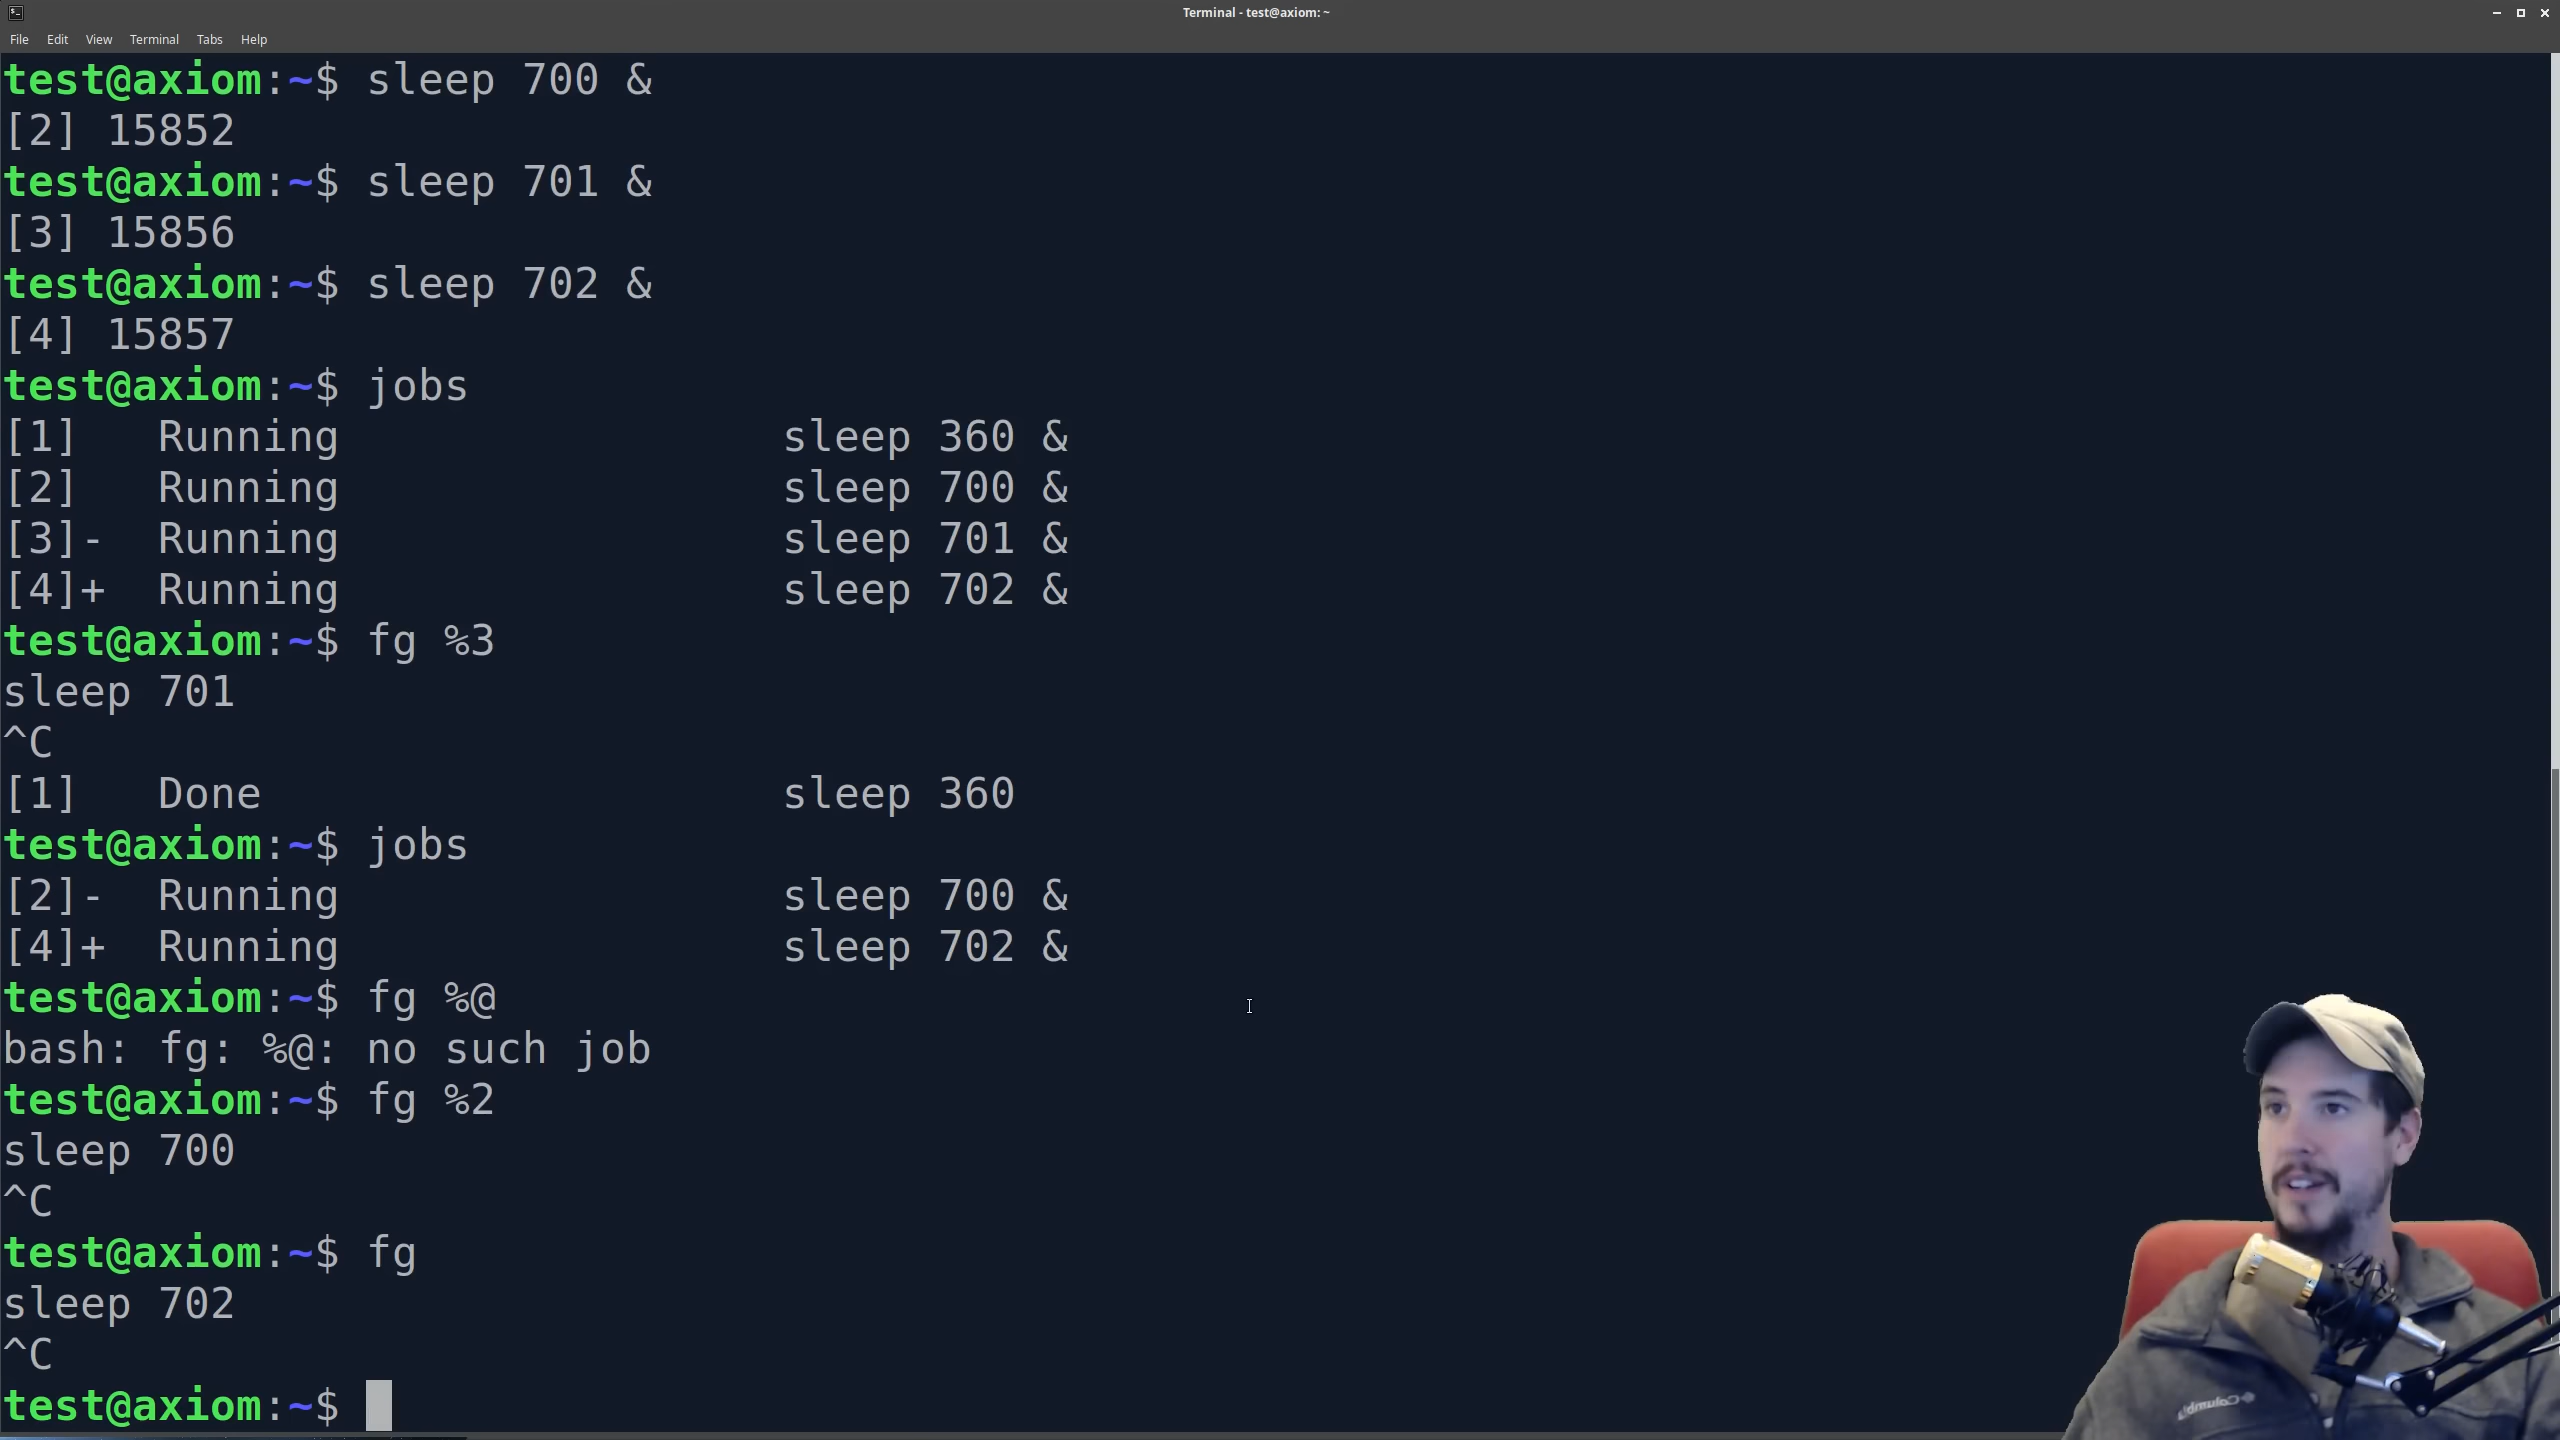 Terminal - test@axiom: ~
File Edit View Terminal Tabs Help
test@axiom:~$ sleep 700 &
[2] 15852
test@axiom:~$ sleep 701 &
[3] 15856
test@axiom:~$ sleep 702 &
[4] 15857
test@axiom:~$ jobs
[1]   Running                 sleep 360 &
[2]   Running                 sleep 700 &
[3]-  Running                 sleep 701 &
[4]+  Running                 sleep 702 &
test@axiom:~$ fg %3
sleep 701
^C
[1]   Done                    sleep 360
test@axiom:~$ jobs
[2]-  Running                 sleep 700 &
[4]+  Running                 sleep 702 &
test@axiom:~$ fg %@
bash: fg: %@: no such job
test@axiom:~$ fg %2
sleep 700
^C
test@axiom:~$ fg
sleep 702
^C
test@axiom:~$
Columbia